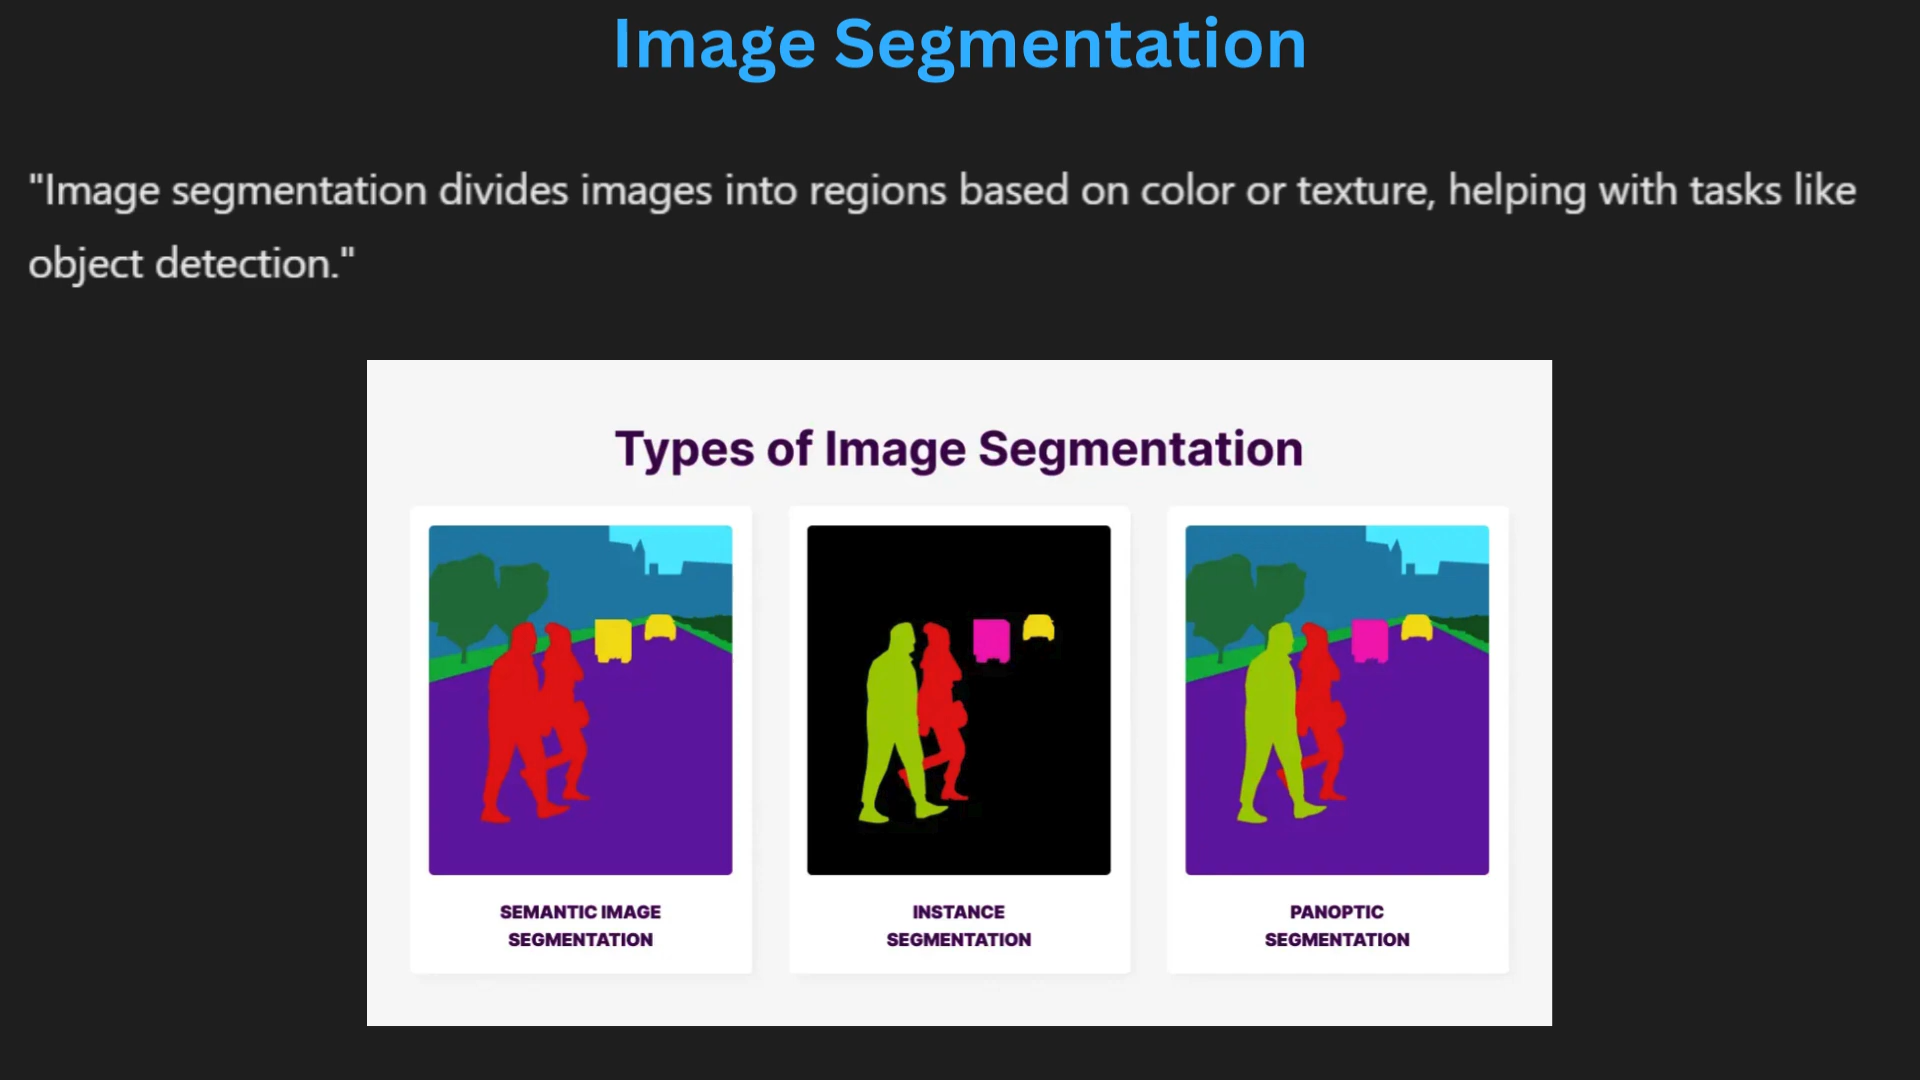 Image Segmentation
"Image segmentation divides images into regions based on color or texture, helping with tasks like
object detection."
Types of Image Segmentation
SEMANTIC IMAGE
SEGMENTATION
INSTANCE
SEGMENTATION
PANOPTIC
SEGMENTATION